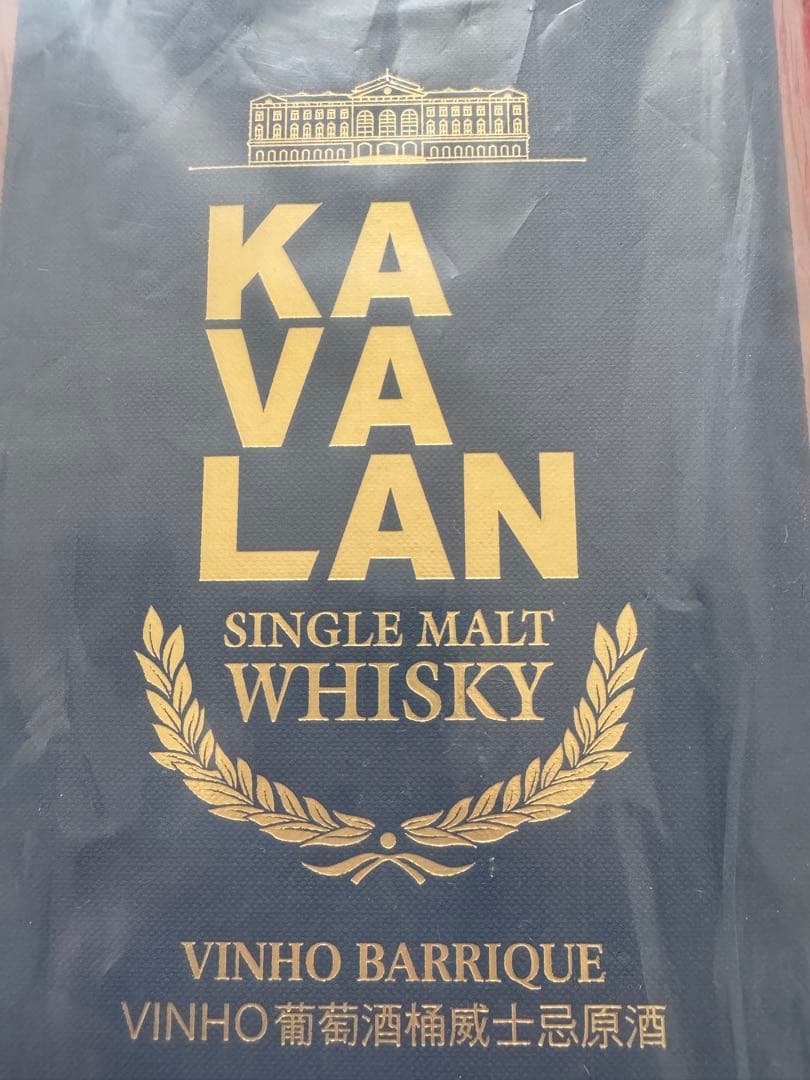 KA
VA
LAN
SINGLE MALT
WHISKY
VINHO BARRIQUE
VINHO葡萄酒桶威士忌原酒